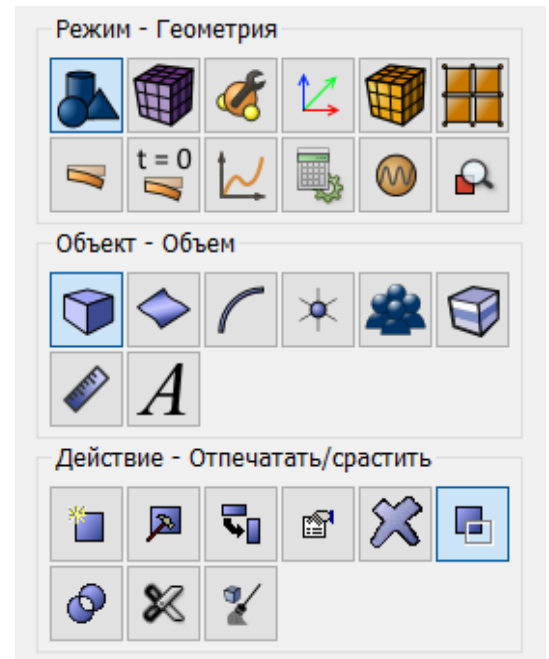 Режим - Геометрия
t = 0
Объект - Объем
A
Действие - Отпечатать/срастить